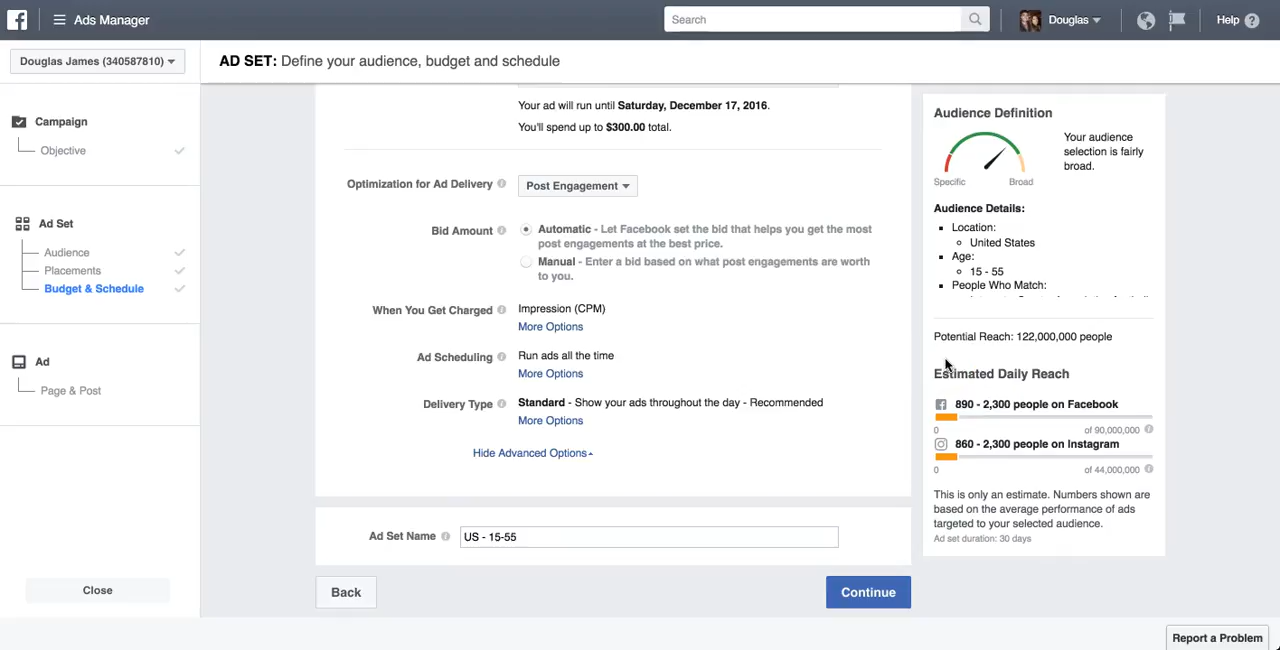 Ads Manager
Search
Douglas
Help
Douglas James (340587810)
AD SET: Define your audience, budget and schedule
Campaign
Objective
Ad Set
Audience
Placements
Budget & Schedule
Ad
Page & Post
Close
Your ad will run until Saturday, December 17, 2016.
You'll spend up to $300.00 total.
Optimization for Ad Delivery
Post Engagement
Bid Amount
Automatic - Let Facebook set the bid that helps you get the most
post engagements at the best price.
Manual - Enter a bid based on what post engagements are worth
to you.
When You Get Charged
Impression (CPM)
More Options
Ad Scheduling
Run ads all the time
More Options
Delivery Type
Standard - Show your ads throughout the day - Recommended
More Options
Hide Advanced Options
Ad Set Name
US - 15-55
Back
Continue
Audience Definition
Specific
Broad
Your audience
selection is fairly
broad.
Audience Details:
Location:
United States
Age:
15 - 55
People Who Match:
Potential Reach: 122,000,000 people
Estimated Daily Reach
890 - 2,300 people on Facebook
0
of 90,000,000
860 - 2,300 people on Instagram
0
of 44,000,000
This is only an estimate. Numbers shown are
based on the average performance of ads
targeted to your selected audience.
Ad set duration: 30 days
Report a Problem